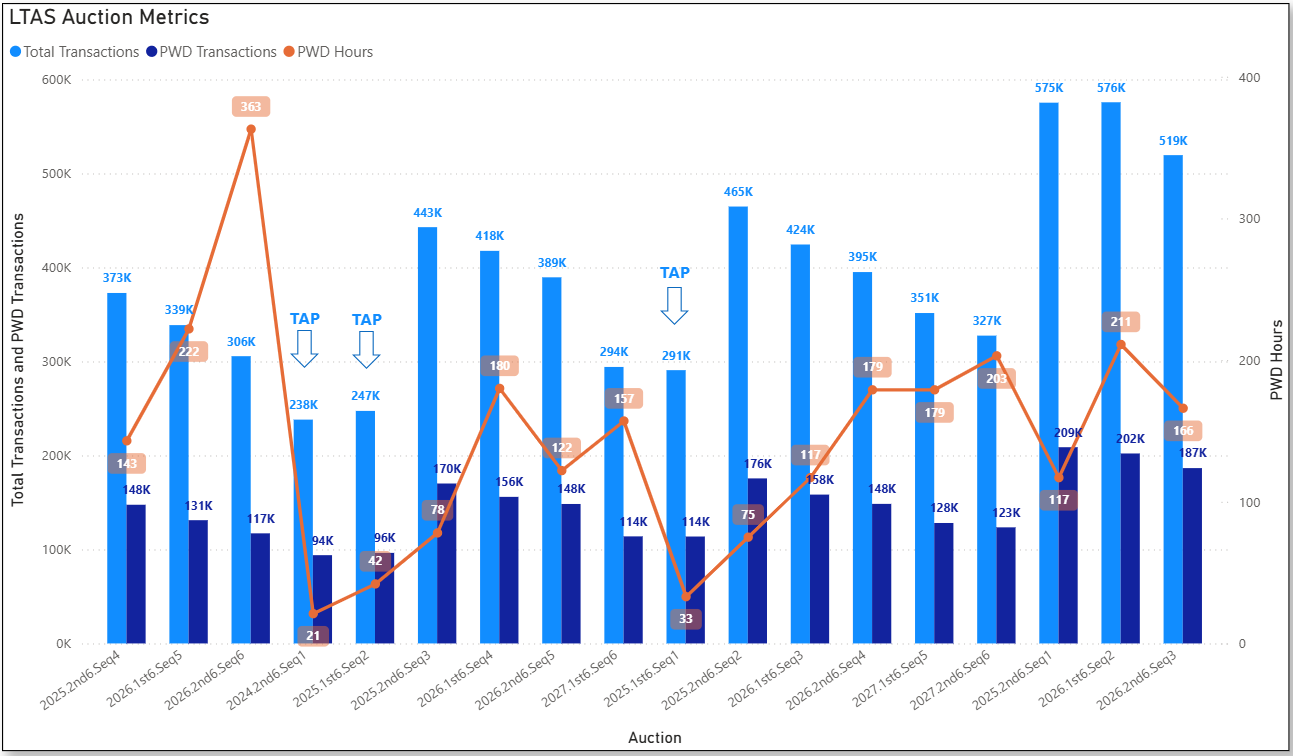 LTAS Auction Metrics
Total Transactions PWD Transactions PWD Hours
Total Transactions and PWD Transactions
600K
500K
400K
300K
200K
100K
0K
400
300
200
100
0
PWD Hours
373K
339K
306K
238K
247K
443K
418K
389K
294K
291K
465K
424K
395K
351K
327K
575K
576K
519K
TAP
TAP
TAP
148K
131K
117K
94K
96K
170K
156K
148K
114K
114K
176K
158K
148K
128K
123K
209K
202K
187K
143
222
363
21
42
78
180
122
157
33
75
117
179
179
203
117
211
166
2025.2nd6.Seq4
2026.1st6.Seq5
2026.2nd6.Seq6
2024.2nd6.Seq1
2025.1st6.Seq2
2025.2nd6.Seq3
2026.1st6.Seq4
2026.2nd6.Seq5
2027.1st6.Seq6
2025.1st6.Seq1
2025.2nd6.Seq2
2026.1st6.Seq3
2026.2nd6.Seq4
2027.1st6.Seq5
2027.2nd6.Seq6
2025.2nd6.Seq1
2026.1st6.Seq2
2026.2nd6.Seq3
Auction